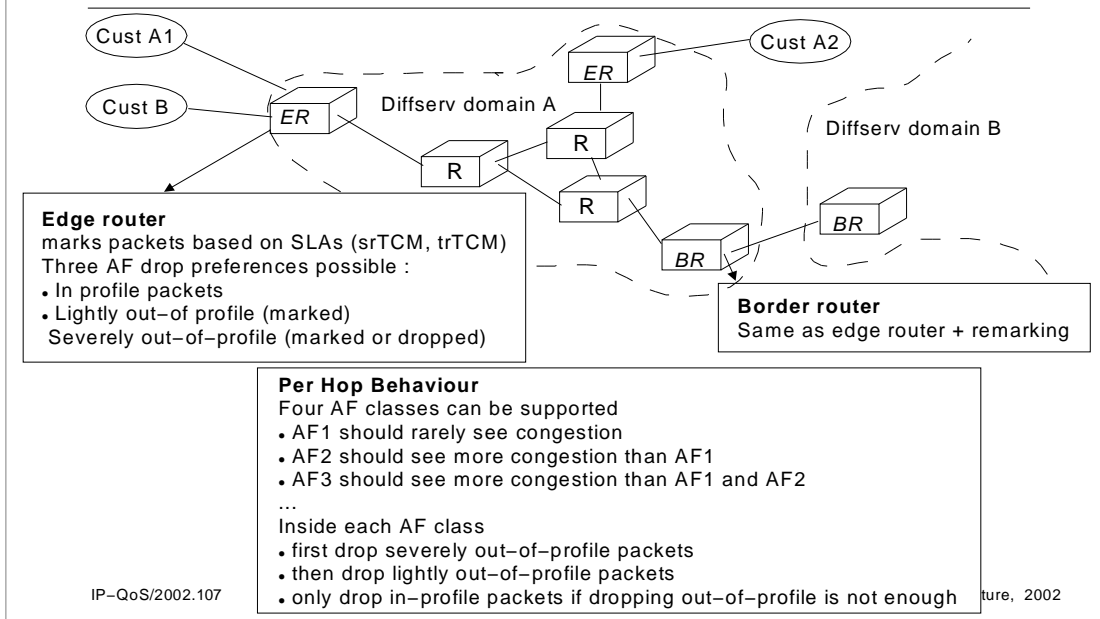 Cust A1
Cust A2
ER
Cust B
ER
Diffserv domain A
R
Diffserv domain B
R
R
BR
BR
Edge router
marks packets based on SLAs (srTCM, trTCM)
Three AF drop preferences possible :
• In profile packets
• Lightly out−of profile (marked)
Severely out−of−profile (marked or dropped)
Border router
Same as edge router + remarking
Per Hop Behaviour
Four AF classes can be supported
• AF1 should rarely see congestion
• AF2 should see more congestion than AF1
• AF3 should see more congestion than AF1 and AF2
...
Inside each AF class
• first drop severely out−of−profile packets
• then drop lightly out−of−profile packets
• only drop in−profile packets if dropping out−of−profile is not enough
IP−QoS/2002.107
ture, 2002